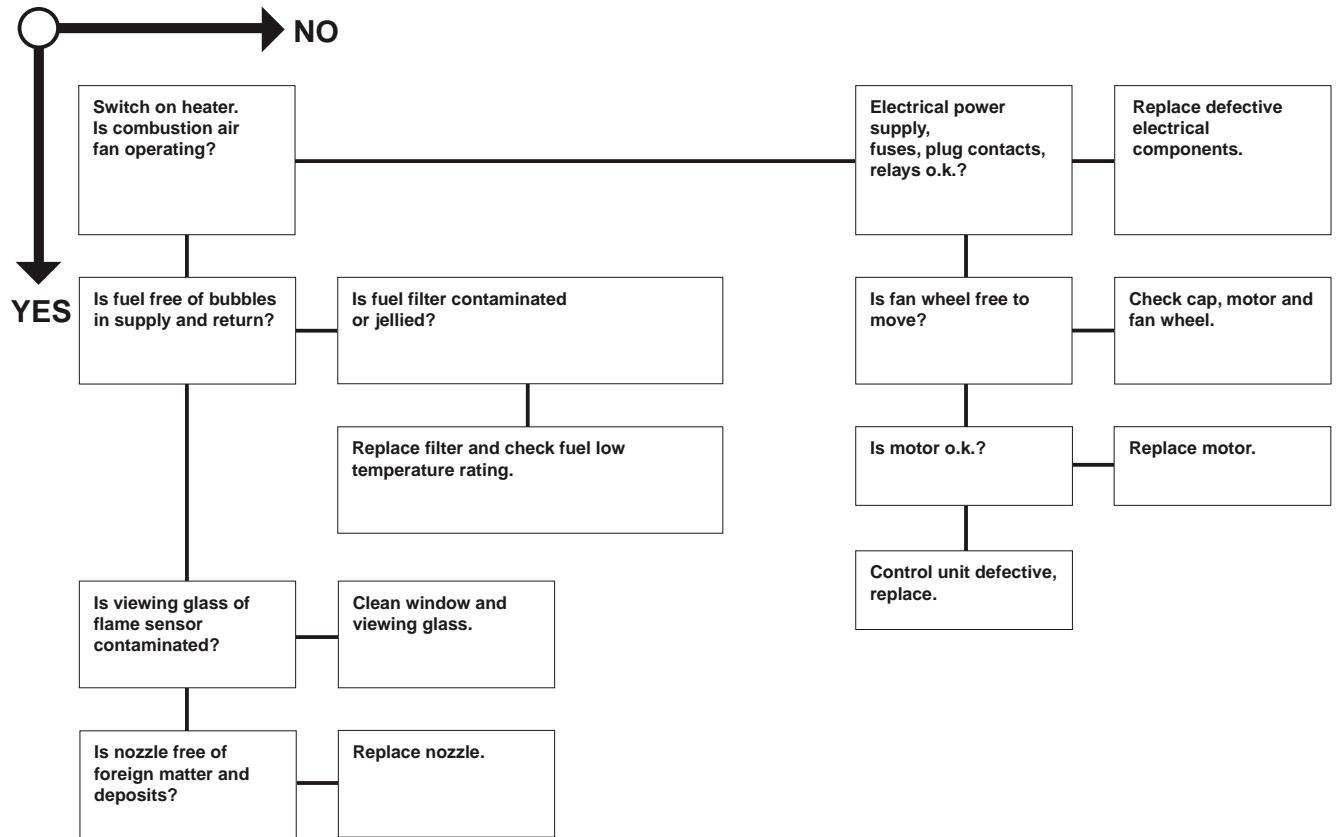 NO
YES
Switch on heater.
Is combustion air
fan operating?
Electrical power
supply,
fuses, plug contacts,
relays o.k.?
Replace defective
electrical
components.
Is fuel free of bubbles
in supply and return?
Is fuel filter contaminated
or jellied?
Is fan wheel free to
move?
Check cap, motor and
fan wheel.
Replace filter and check fuel low
temperature rating.
Is motor o.k.?
Replace motor.
Control unit defective,
replace.
Is viewing glass of
flame sensor
contaminated?
Clean window and
viewing glass.
Is nozzle free of
foreign matter and
deposits?
Replace nozzle.